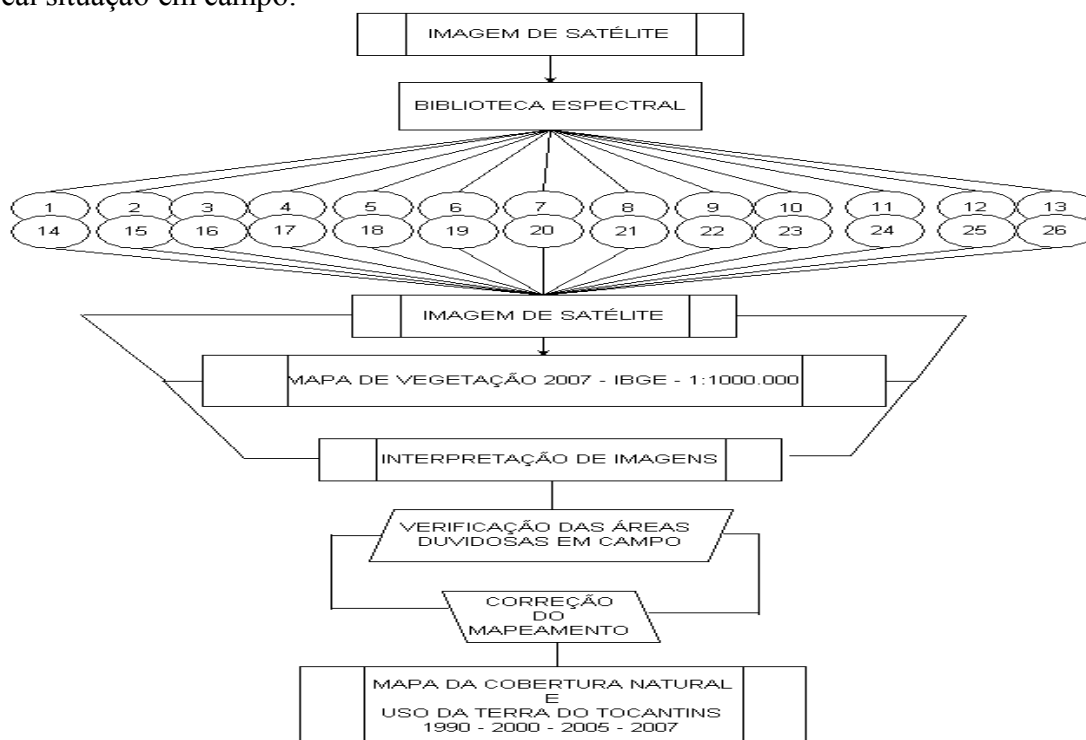 situação em campo.
IMAGEM DE SATÉLITE
BIBLIOTECA ESPECTRAL
1 2 3 4 5 6 7 8 9 10 11 12 13
14 15 16 17 18 19 20 21 22 23 24 25 26
IMAGEM DE SATÉLITE
MAPA DE VEGETAÇÃO 2007 - IBGE - 1:1000.000
INTERPRETAÇÃO DE IMAGENS
VERIFICAÇÃO DAS ÁREAS
DUVIDOSAS EM CAMPO
CORREÇÃO
DO
MAPEAMENTO
MAPA DA COBERTURA NATURAL
E
USO DA TERRA DO TOCANTINS
1990 - 2000 - 2005 - 2007